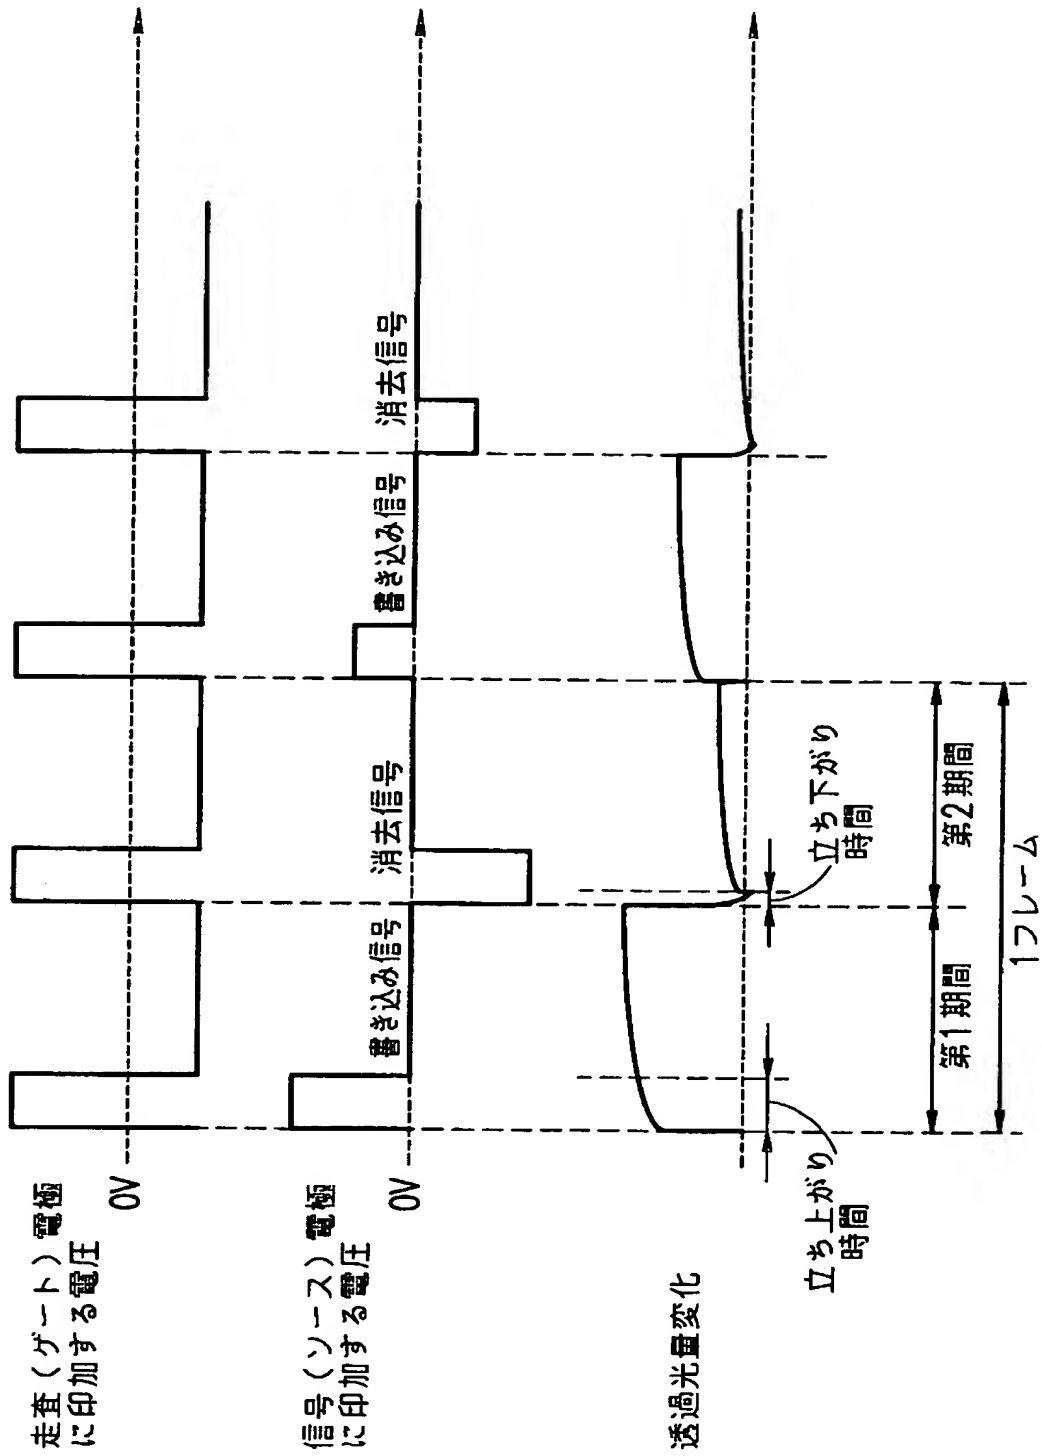 走査(ゲート)電極
に印加する電圧
0V
信号(ソース)電極
に印加する電圧
0V
書き込み信号
消去信号
書き込み信号
消去信号
透過光量変化
立ち上がり
時間
立ち下がり
時間
第1期間
第2期間
1フレーム